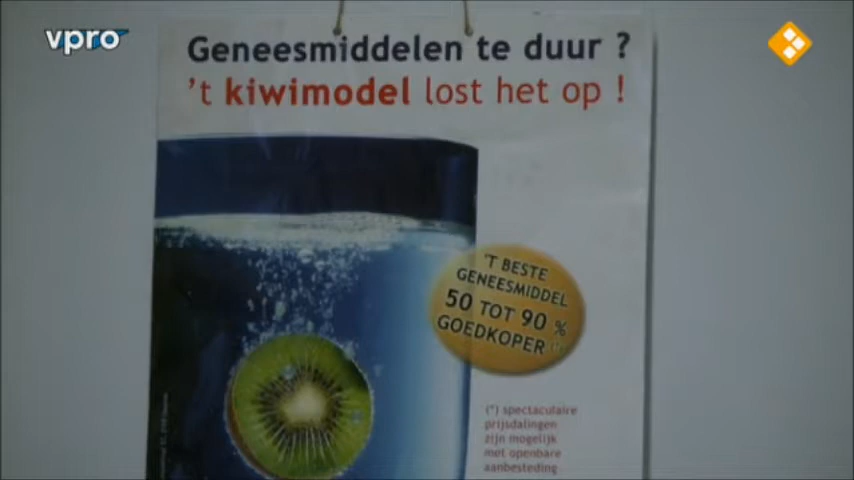 vpro
Geneesmiddelen te duur ?
't kiwimodel lost het op !
'T BESTE
GENEESMIDDEL
50 TOT 90 %
GOEDKOPER (*)
(*) spectaculaire
prijsdalingen
zijn mogelijk
met openbare
aanbesteding